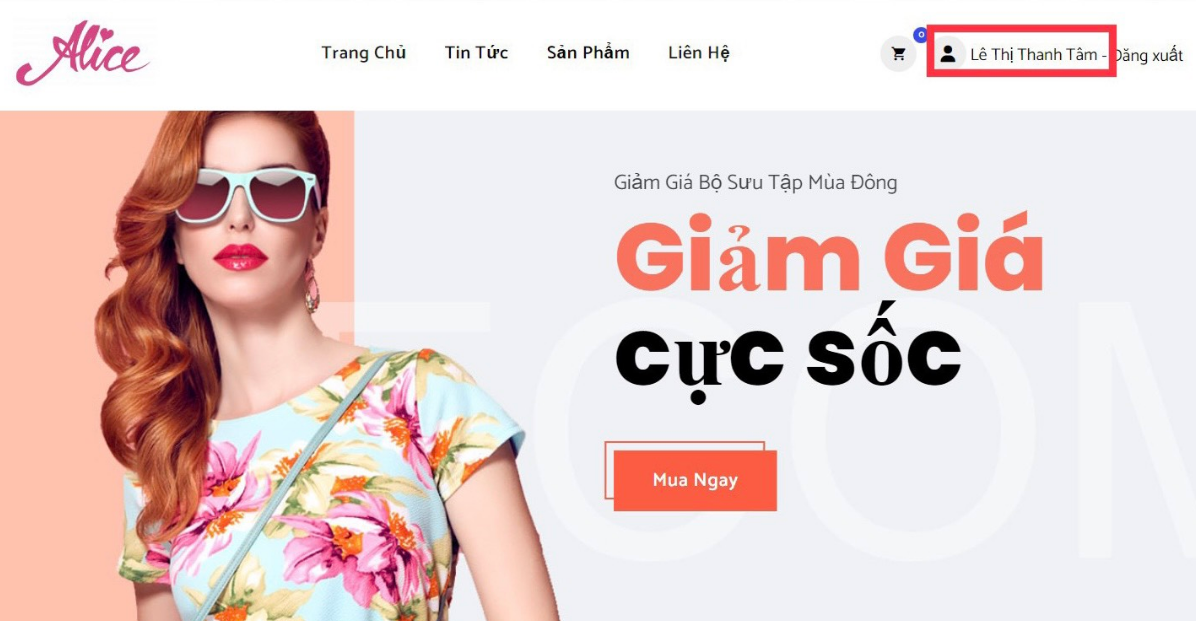 Alice
Trang Chủ Tin Tức Sản Phẩm Liên Hệ 0 Lê Thị Thanh Tâm - Đăng xuất
Giảm Giá Bộ Sưu Tập Mùa Đông
Giảm Giá
cực sốc
Mua Ngay